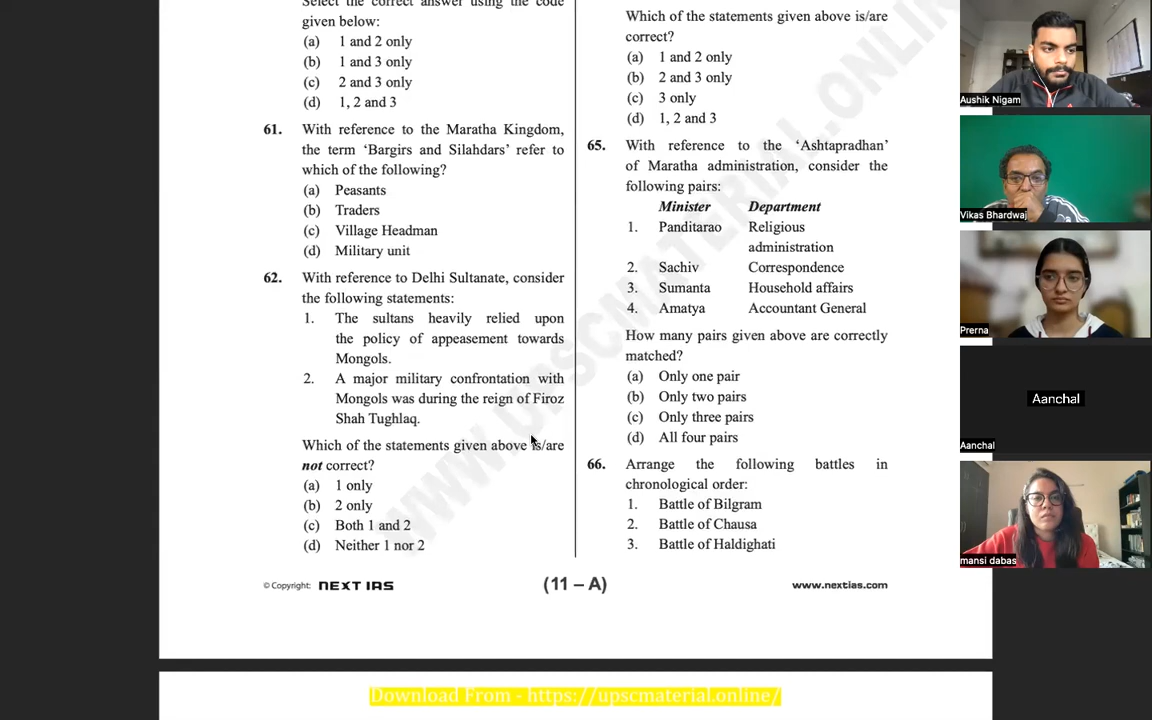 Select the correct answer using the code
given below:
(a) 1 and 2 only
(b) 1 and 3 only
(c) 2 and 3 only
(d) 1, 2 and 3
61. With reference to the Maratha Kingdom,
the term ‘Bargirs and Silahdars’ refer to
which of the following?
(a) Peasants
(b) Traders
(c) Village Headman
(d) Military unit
62. With reference to Delhi Sultanate, consider
the following statements:
1. The sultans heavily relied upon
the policy of appeasement towards
Mongols.
2. A major military confrontation with
Mongols was during the reign of Firoz
Shah Tughlaq.
Which of the statements given above is/are
not correct?
(a) 1 only
(b) 2 only
(c) Both 1 and 2
(d) Neither 1 nor 2
Which of the statements given above is/are
correct?
(a) 1 and 2 only
(b) 2 and 3 only
(c) 3 only
(d) 1, 2 and 3
65. With reference to the ‘Ashtapradhan’
of Maratha administration, consider the
following pairs:
Minister Department
1. Panditarao Religious
administration
2. Sachiv Correspondence
3. Sumanta Household affairs
4. Amatya Accountant General
How many pairs given above are correctly
matched?
(a) Only one pair
(b) Only two pairs
(c) Only three pairs
(d) All four pairs
66. Arrange the following battles in
chronological order:
1. Battle of Bilgram
2. Battle of Chausa
3. Battle of Haldighati
© Copyright: NEXT IAS
(11 – A)
www.nextias.com
Download From - https://upscmaterial.online/
WWW.UPSCMATERIAL.ONLIN
Aushik Nigam
Vikas Bhardwaj
Prerna
Aanchal
Aanchal
mansi dabas